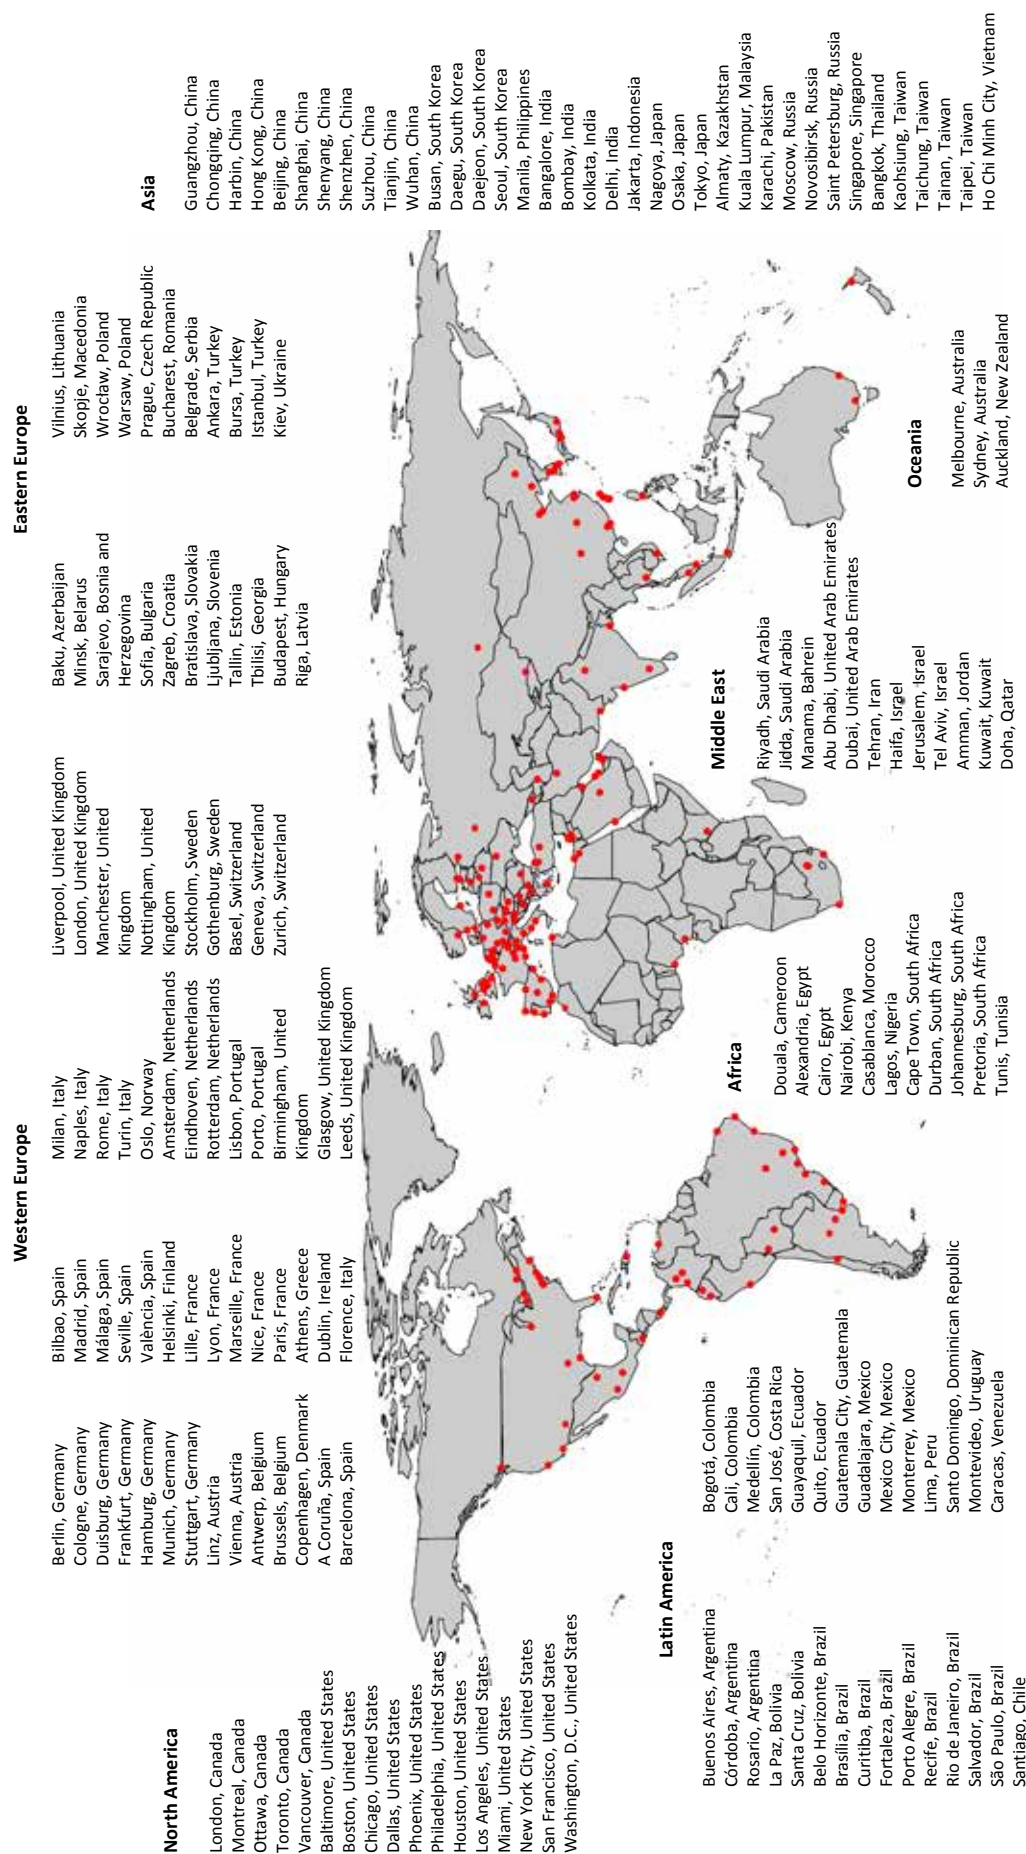 North America
London, Canada
Montreal, Canada
Ottawa, Canada
Toronto, Canada
Vancouver, Canada
Baltimore, United States
Boston, United States
Chicago, United States
Dallas, United States
Phoenix, United States
Philadelphia, United States
Houston, United States
Los Angeles, United States
Miami, United States
New York City, United States
San Francisco, United States
Washington, D.C., United States
Western Europe
Berlin, Germany
Cologne, Germany
Duisburg, Germany
Frankfurt, Germany
Hamburg, Germany
Munich, Germany
Stuttgart, Germany
Linz, Austria
Vienna, Austria
Antwerp, Belgium
Brussels, Belgium
Copenhagen, Denmark
A Coruña, Spain
Barcelona, Spain
Bilbao, Spain
Madrid, Spain
Málaga, Spain
Seville, Spain
València, Spain
Helsinki, Finland
Lille, France
Lyon, France
Marseille, France
Nice, France
Paris, France
Athens, Greece
Dublin, Ireland
Florence, Italy
Milan, Italy
Naples, Italy
Rome, Italy
Turin, Italy
Oslo, Norway
Amsterdam, Netherlands
Eindhoven, Netherlands
Rotterdam, Netherlands
Lisbon, Portugal
Porto, Portugal
Birmingham, United
Kingdom
Glasgow, United Kingdom
Leeds, United Kingdom
Liverpool, United Kingdom
London, United Kingdom
Manchester, United
Kingdom
Nottingham, United
Kingdom
Stockholm, Sweden
Gothenburg, Sweden
Basel, Switzerland
Geneva, Switzerland
Zurich, Switzerland
Eastern Europe
Baku, Azerbaijan
Minsk, Belarus
Sarajevo, Bosnia and
Herzegovina
Sofia, Bulgaria
Zagreb, Croatia
Bratislava, Slovakia
Ljubljana, Slovenia
Tallin, Estonia
Tbilisi, Georgia
Budapest, Hungary
Riga, Latvia
Vilnius, Lithuania
Skopje, Macedonia
Wrocław, Poland
Warsaw, Poland
Prague, Czech Republic
Bucharest, Romania
Belgrade, Serbia
Ankara, Turkey
Bursa, Turkey
Istanbul, Turkey
Kiev, Ukraine
Asia
Guangzhou, China
Chongqing, China
Harbin, China
Hong Kong, China
Beijing, China
Shanghai, China
Shenyang, China
Shenzhen, China
Suzhou, China
Tianjin, China
Wuhan, China
Busan, South Korea
Daegu, South Korea
Daejeon, South Korea
Seoul, South Korea
Manila, Philippines
Bangalore, India
Bombay, India
Kolkata, India
Delhi, India
Jakarta, Indonesia
Nagoya, Japan
Osaka, Japan
Tokyo, Japan
Almaty, Kazakhstan
Kuala Lumpur, Malaysia
Karachi, Pakistan
Moscow, Russia
Novosibirsk, Russia
Saint Petersburg, Russia
Singapore, Singapore
Bangkok, Thailand
Kaohsiung, Taiwan
Taichung, Taiwan
Tainan, Taiwan
Taipei, Taiwan
Ho Chi Minh City, Vietnam
Latin America
Buenos Aires, Argentina
Córdoba, Argentina
Rosario, Argentina
La Paz, Bolivia
Santa Cruz, Bolivia
Belo Horizonte, Brazil
Brasília, Brazil
Curitiba, Brazil
Fortaleza, Brazil
Porto Alegre, Brazil
Recife, Brazil
Rio de Janeiro, Brazil
Salvador, Brazil
São Paulo, Brazil
Santiago, Chile
Bogotá, Colombia
Cali, Colombia
Medellín, Colombia
San José, Costa Rica
Guayaquil, Ecuador
Quito, Ecuador
Guatemala City, Guatemala
Guadalajara, Mexico
Mexico City, Mexico
Monterrey, Mexico
Lima, Peru
Santo Domingo, Dominican Republic
Montevideo, Uruguay
Caracas, Venezuela
Africa
Douala, Cameroon
Alexandria, Egypt
Cairo, Egypt
Nairobi, Kenya
Casablanca, Morocco
Lagos, Nigeria
Cape Town, South Africa
Durban, South Africa
Johannesburg, South Africa
Pretoria, South Africa
Tunis, Tunisia
Middle East
Riyadh, Saudi Arabia
Jidda, Saudi Arabia
Manama, Bahrein
Abu Dhabi, United Arab Emirates
Dubai, United Arab Emirates
Tehran, Iran
Haifa, Israel
Jerusalem, Israel
Tel Aviv, Israel
Amman, Jordan
Kuwait, Kuwait
Doha, Qatar
Oceania
Melbourne, Australia
Sydney, Australia
Auckland, New Zealand